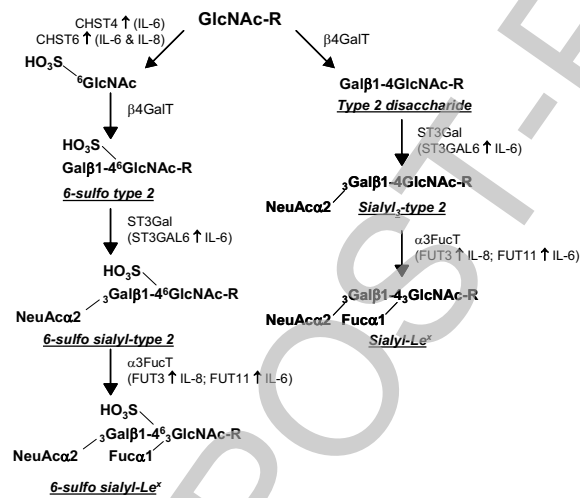 GlcNAc-R
CHST4 ↑ (IL-6)
CHST6 ↑ (IL-6 & IL-8)
HO₃S
⁶GlcNAc
β4GalT
HO₃S
Galβ1-4⁶GlcNAc-R
6-sulfo type 2
ST3Gal
(ST3GAL6 ↑ IL-6)
HO₃S
₃Galβ1-4⁶GlcNAc-R
NeuAcα2
6-sulfo sialyl-type 2
α3FucT
(FUT3 ↑ IL-8; FUT11 ↑ IL-6)
HO₃S
₃Galβ1-4⁶₃GlcNAc-R
NeuAcα2 Fucα1
6-sulfo sialyl-Leˣ
β4GalT
Galβ1-4GlcNAc-R
Type 2 disaccharide
ST3Gal
(ST3GAL6 ↑ IL-6)
₃Galβ1-4GlcNAc-R
NeuAcα2
Sialyl₃-type 2
α3FucT
(FUT3 ↑ IL-8; FUT11 ↑ IL-6)
₃Galβ1-4₃GlcNAc-R
NeuAcα2 Fucα1
Sialyl-Leˣ
POST-